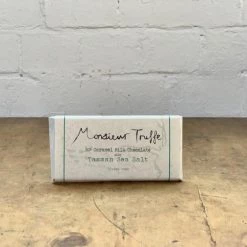 Monsieur Truffe
Caramel Milk Chocolate
Tasman Sea Salt